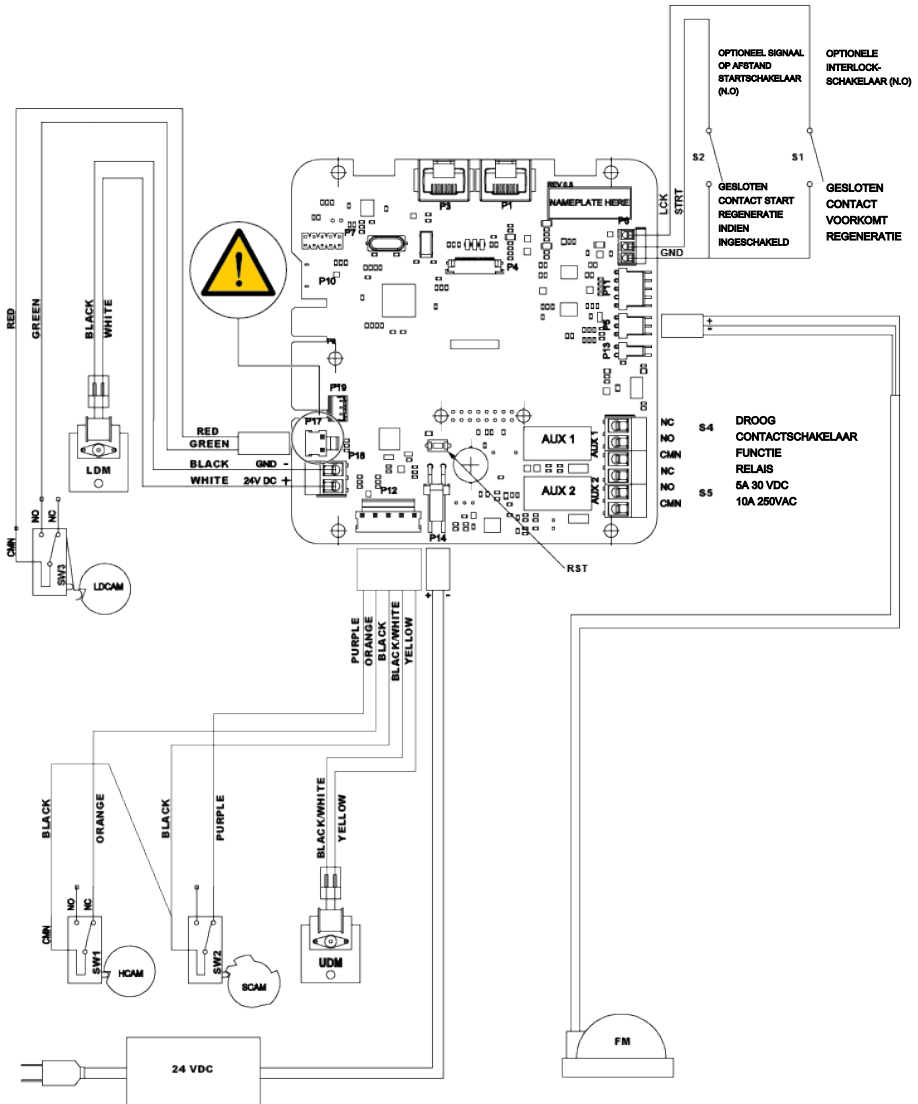 OPTIONEEL SIGNAAL
OP AFSTAND
STARTSCHAKELAAR
(N.O)
OPTIONELE
INTERLOCK-
SCHAKELAAR (N.O)
S2
S1
GESLOTEN
CONTACT START
REGENERATIE
INDIEN
INGESCHAKELD
GESLOTEN
CONTACT
VOORKOMT
REGENERATIE
LCK
STRT
GND
P3
P1
REV 0.8
NAMEPLATE HERE
P6
P7
P4
P10
P11
P5
P13
P9
P19
P17
P18
P12
P14
RED
GREEN
BLACK
WHITE
LDM
RED
GREEN
BLACK GND -
WHITE 24V DC +
AUX 1
AUX 1
AUX 2
AUX 2
NC
NO
CMN
NC
NO
CMN
S4
S5
DROOG
CONTACTSCHAKELAAR
FUNCTIE
RELAIS
5A 30 VDC
10A 250VAC
+
-
RST
NO
NC
CMN
SW3
LDCAM
+
-
PURPLE
ORANGE
BLACK
BLACK/WHITE
YELLOW
BLACK
ORANGE
BLACK
PURPLE
BLACK/WHITE
YELLOW
NO
NC
CMN
SW1
HCAM
SW2
SCAM
UDM
24 VDC
FM